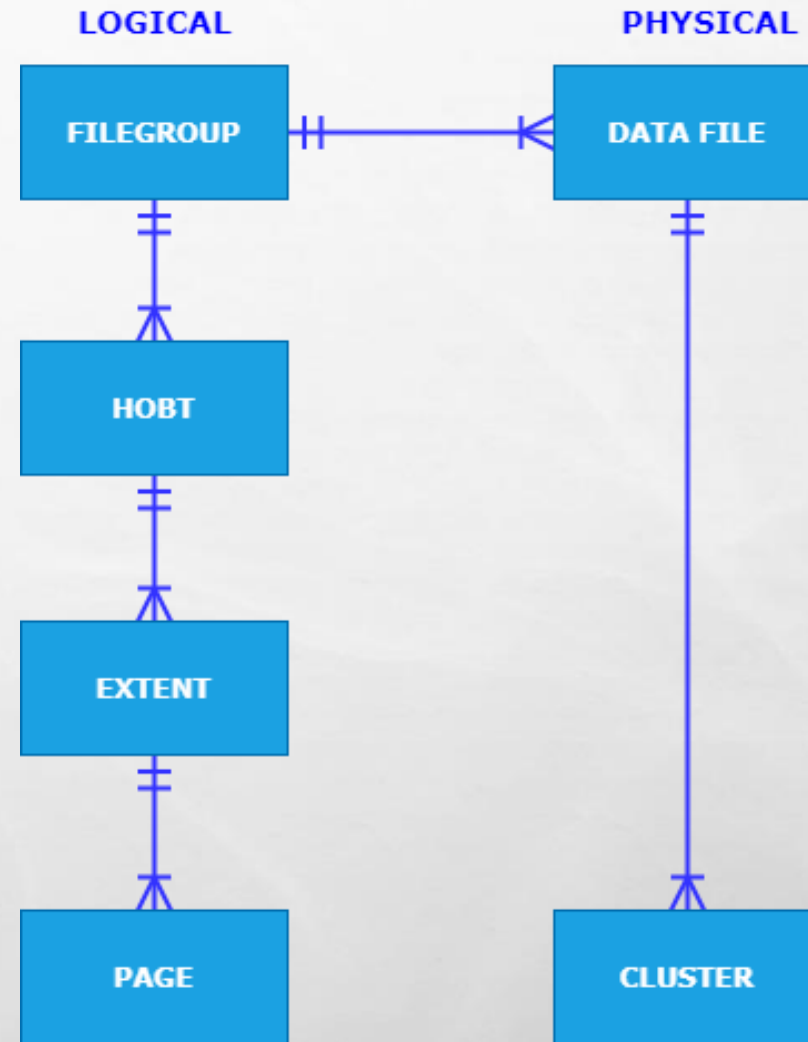 LOGICAL
PHYSICAL
FILEGROUP
DATA FILE
HOBT
EXTENT
PAGE
CLUSTER